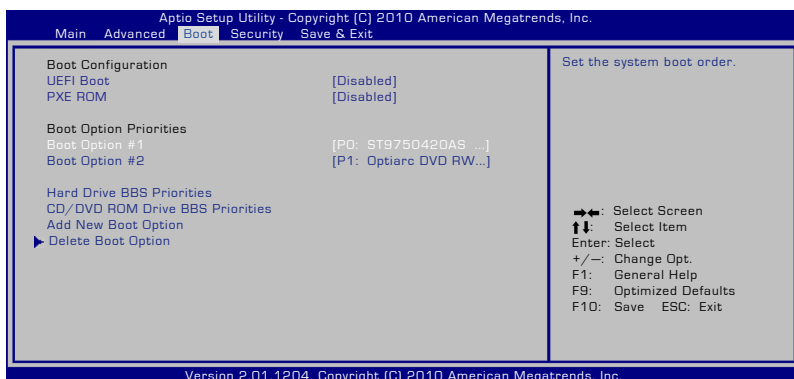 Aptio Setup Utility - Copyright (C) 2010 American Megatrends, Inc.
Main Advanced Boot Security Save & Exit
Boot Configuration
UEFI Boot [Disabled]
PXE ROM [Disabled]
Boot Option Priorities
Boot Option #1 [P0: ST9750420AS ...]
Boot Option #2 [P1: Optiarc DVD RW...]
Hard Drive BBS Priorities
CD/DVD ROM Drive BBS Priorities
Add New Boot Option
Delete Boot Option
Set the system boot order.
→←: Select Screen
↑↓: Select Item
Enter: Select
+/—: Change Opt.
F1: General Help
F9: Optimized Defaults
F10: Save ESC: Exit
Version 2.01.1204. Copyright (C) 2010 American Megatrends, Inc.